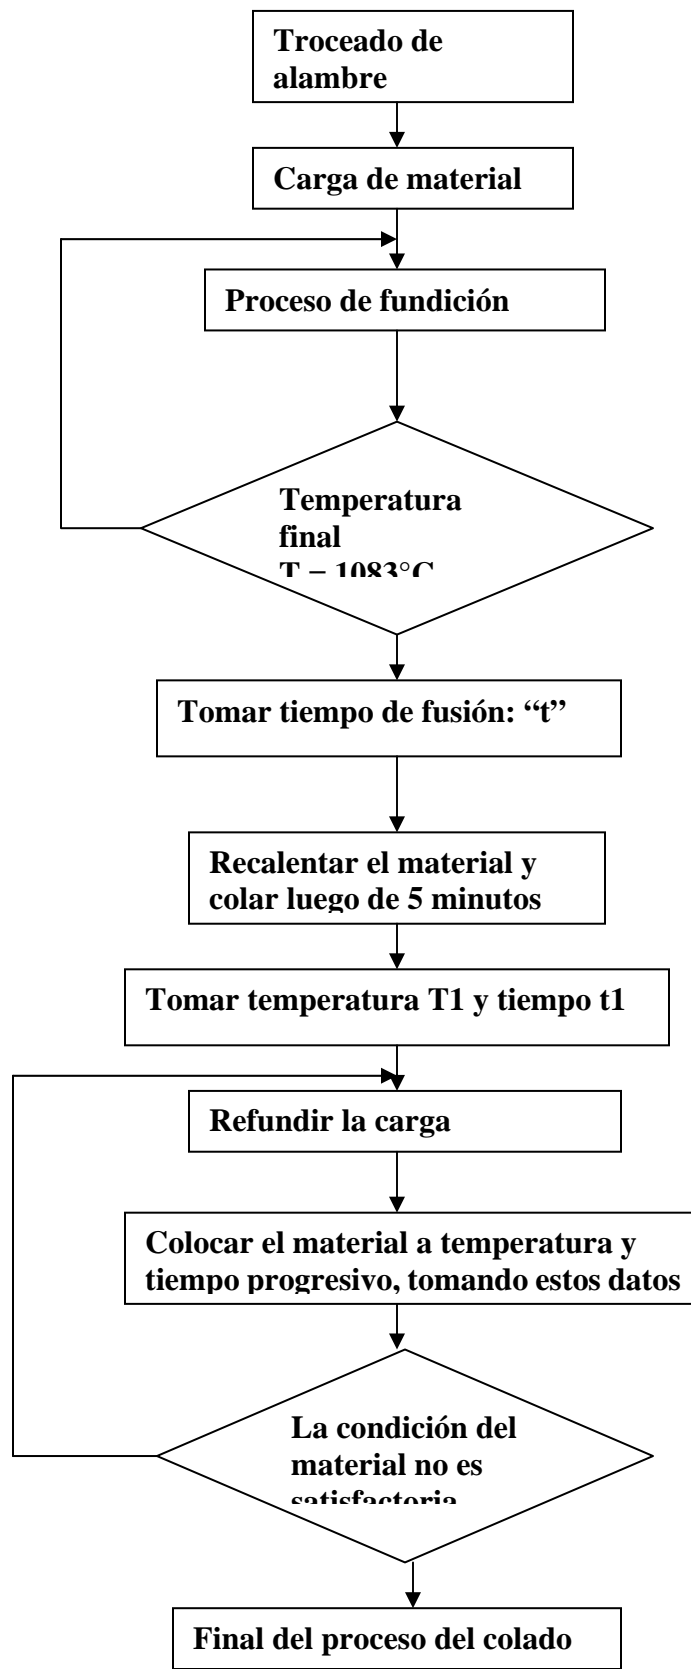 Troceado de
alambre
Carga de material
Proceso de fundición
Temperatura
final
T = 1083°C
Tomar tiempo de fusión: “t”
Recalentar el material y
colar luego de 5 minutos
Tomar temperatura T1 y tiempo t1
Refundir la carga
Colocar el material a temperatura y
tiempo progresivo, tomando estos datos
La condición del
material no es
satisfactoria
Final del proceso del colado